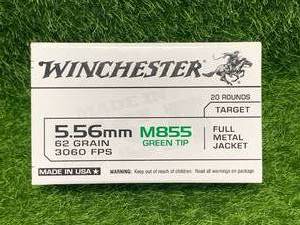 WINCHESTER
20 ROUNDS
TARGET
5.56mm M855 FULL
62 GRAIN GREEN TIP METAL
3060 FPS JACKET
MADE IN USA★ WARNING: Keep out of reach of children. Read all warnings on package.